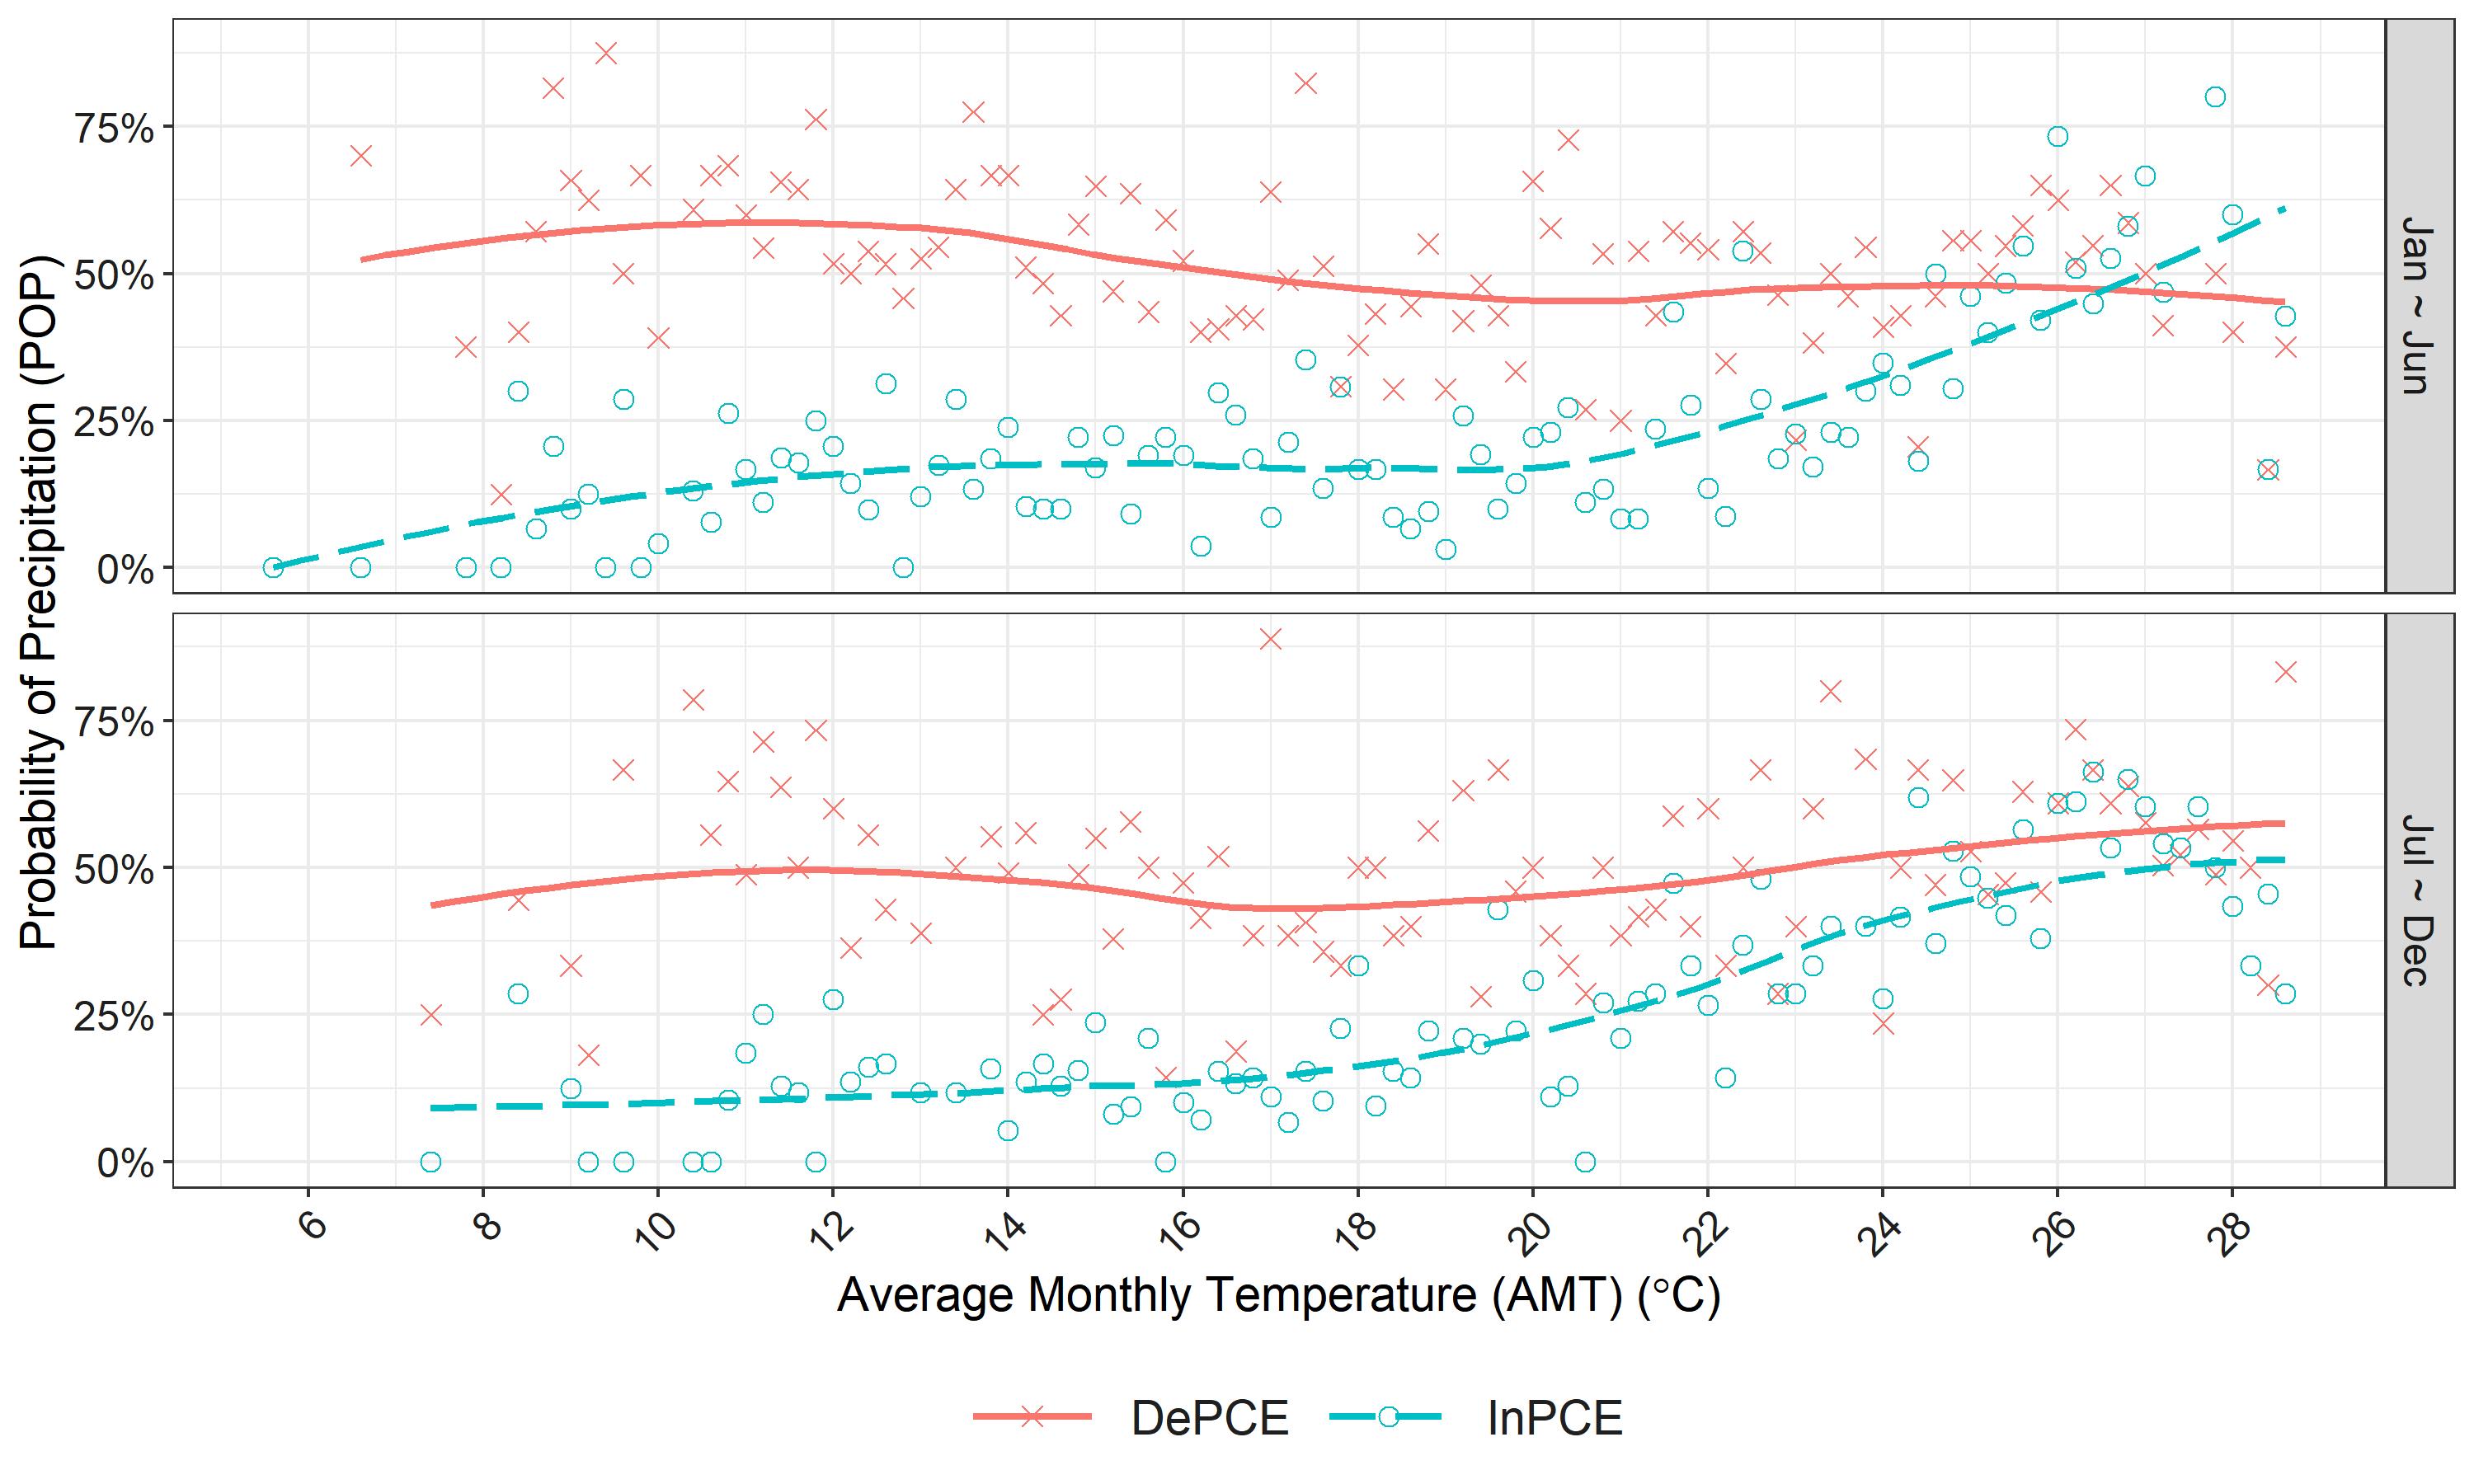 Probability of Precipitation (POP)
75%
50%
25%
0%
Jan ~ Jun
75%
50%
25%
0%
Jul ~ Dec
6 8 10 12 14 16 18 20 22 24 26 28
Average Monthly Temperature (AMT) (°C)
DePCE InPCE